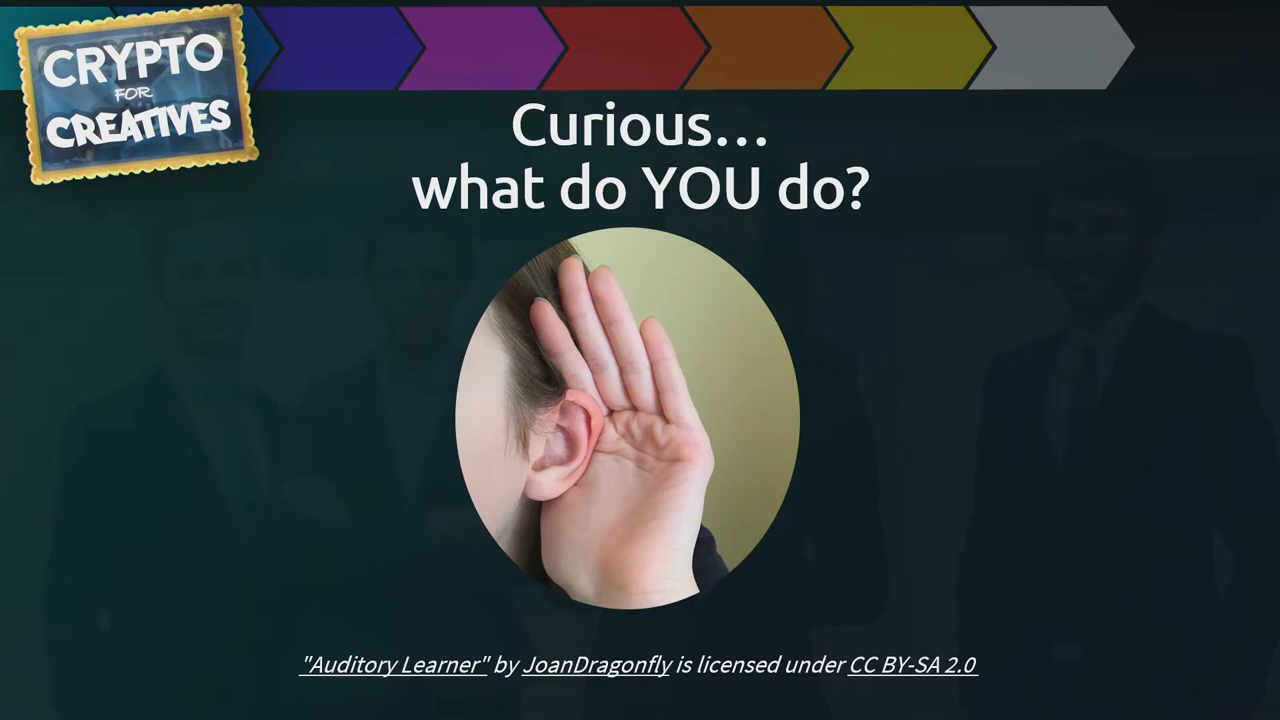 CRYPTO
FOR
CREATIVES
Curious...
what do YOU do?
"Auditory Learner" by JoanDragonfly is licensed under CC BY-SA 2.0